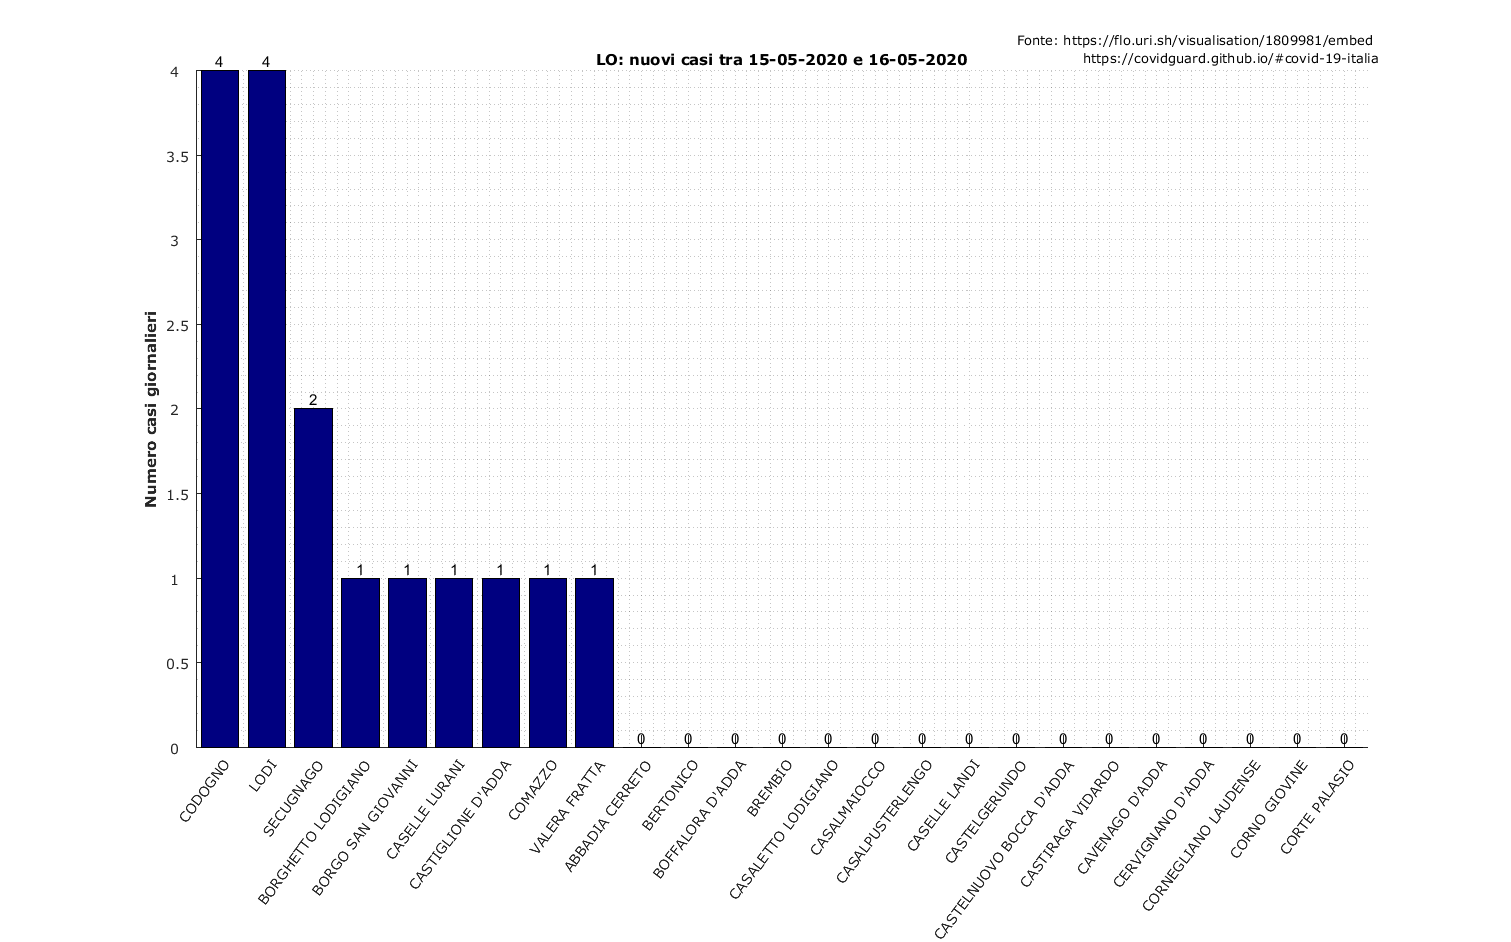 Fonte: https://flo.uri.sh/visualisation/1809981/embed
https://covidguard.github.io/#covid-19-italia
LO: nuovi casi tra 15-05-2020 e 16-05-2020
Numero casi giornalieri
4
3.5
3
2.5
2
1.5
1
0.5
0
4 4 2 1 1 1 1 1 1 0 0 0 0 0 0 0 0 0 0 0 0 0 0 0 0
CODOGNO
LODI
SECUGNAGO
BORGHETTO LODIGIANO
BORGO SAN GIOVANNI
CASELLE LURANI
CASTIGLIONE D'ADDA
COMAZZO
VALERA FRATTA
ABBADIA CERRETO
BERTONICO
BOFFALORA D'ADDA
BREMBIO
CASALETTO LODIGIANO
CASALMAIOCCO
CASALPUSTERLENGO
CASELLE LANDI
CASTELGERUNDO
CASTELNUOVO BOCCA D'ADDA
CASTIRAGA VIDARDO
CAVENAGO D'ADDA
CERVIGNANO D'ADDA
CORNEGLIANO LAUDENSE
CORNO GIOVINE
CORTE PALASIO